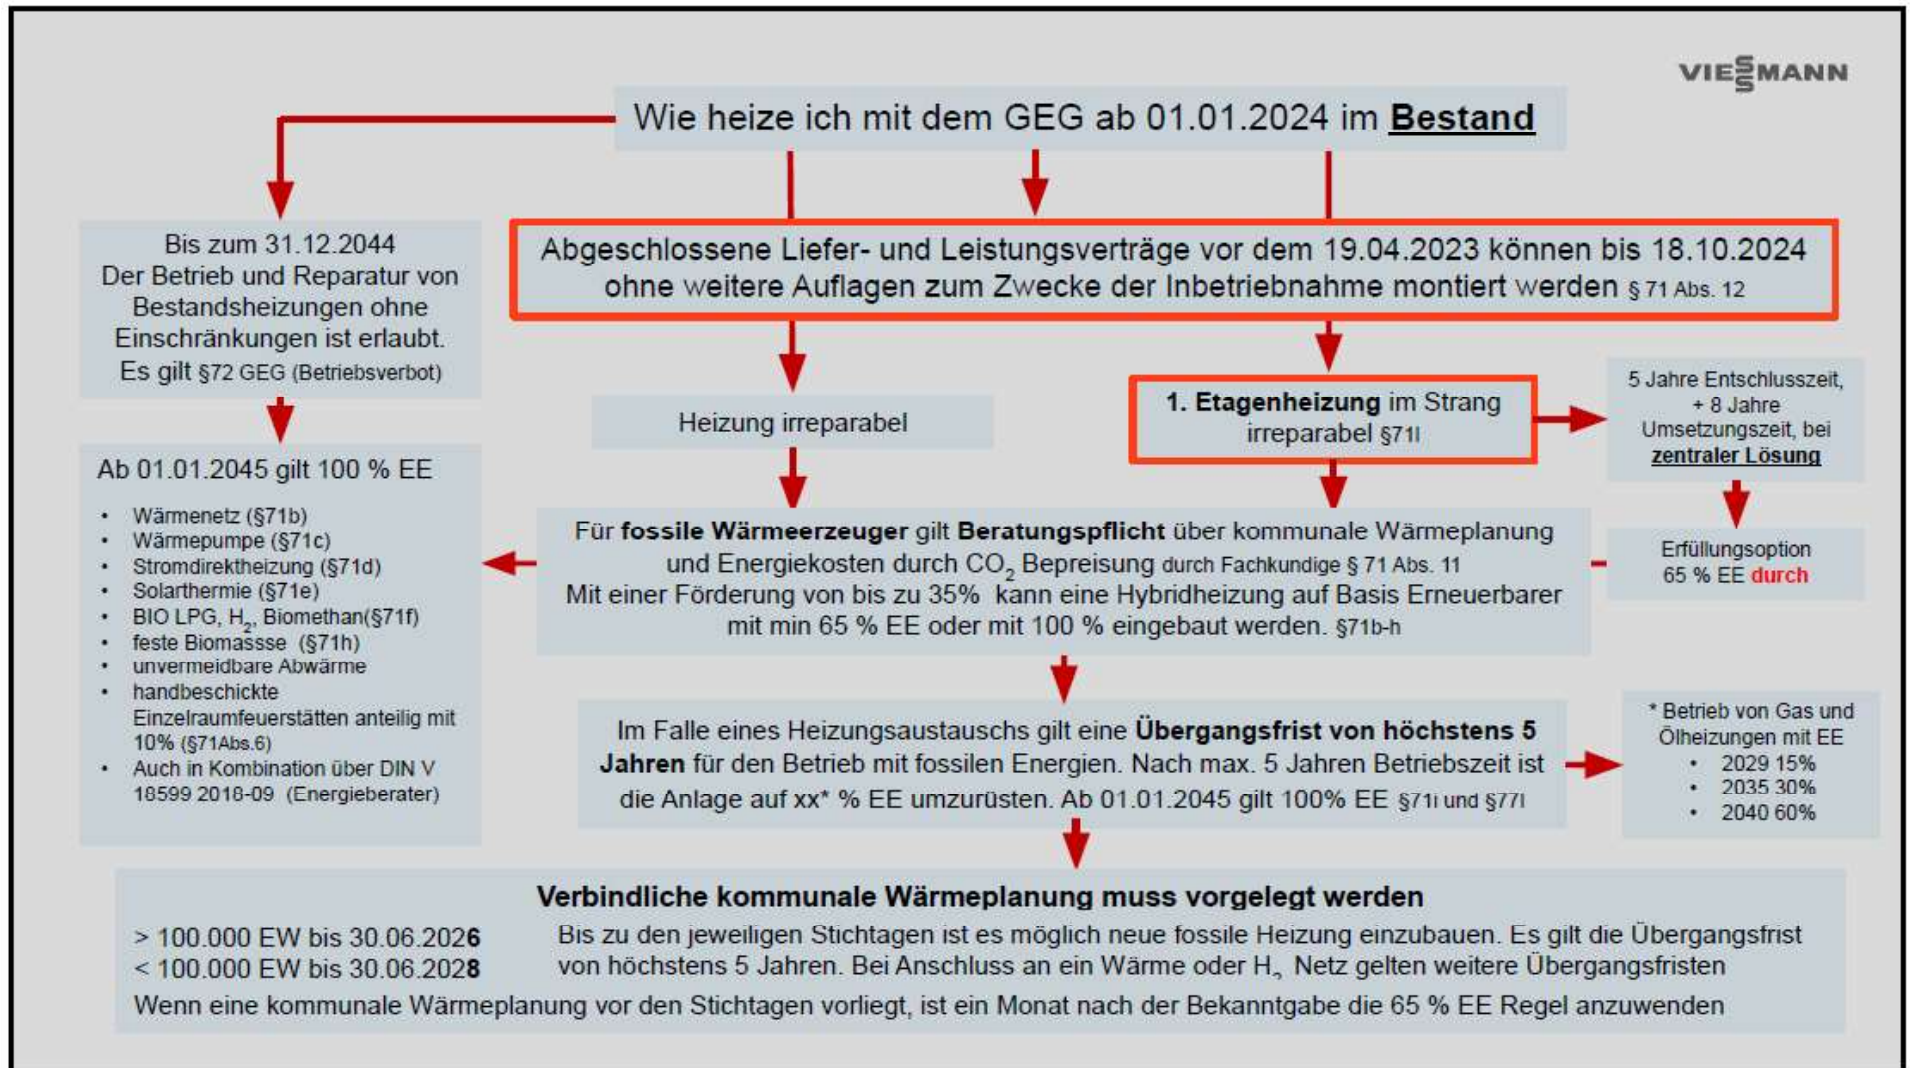 VIESSMANN
Wie heize ich mit dem GEG ab 01.01.2024 im Bestand
Bis zum 31.12.2044
Der Betrieb und Reparatur von
Bestandsheizungen ohne
Einschränkungen ist erlaubt.
Es gilt §72 GEG (Betriebsverbot)
Abgeschlossene Liefer- und Leistungsverträge vor dem 19.04.2023 können bis 18.10.2024
ohne weitere Auflagen zum Zwecke der Inbetriebnahme montiert werden § 71 Abs. 12
Heizung irreparabel
1. Etagenheizung im Strang
irreparabel §71l
5 Jahre Entschlusszeit,
+ 8 Jahre
Umsetzungszeit, bei
zentraler Lösung
Ab 01.01.2045 gilt 100 % EE
• Wärmenetz (§71b)
• Wärmepumpe (§71c)
• Stromdirektheizung (§71d)
• Solarthermie (§71e)
• BIO LPG, H2, Biomethan(§71f)
• feste Biomassse (§71h)
• unvermeidbare Abwärme
• handbeschickte
Einzelraumfeuerstätten anteilig mit
10% (§71Abs.6)
• Auch in Kombination über DIN V
18599 2018-09 (Energieberater)
Für fossile Wärmeerzeuger gilt Beratungspflicht über kommunale Wärmeplanung
und Energiekosten durch CO2 Bepreisung durch Fachkundige § 71 Abs. 11
Mit einer Förderung von bis zu 35% kann eine Hybridheizung auf Basis Erneuerbarer
mit min 65 % EE oder mit 100 % eingebaut werden. §71b-h
Erfüllungsoption
65 % EE durch
Im Falle eines Heizungsaustauschs gilt eine Übergangsfrist von höchstens 5
Jahren für den Betrieb mit fossilen Energien. Nach max. 5 Jahren Betriebszeit ist
die Anlage auf xx* % EE umzurüsten. Ab 01.01.2045 gilt 100% EE §71i und §77l
* Betrieb von Gas und
Ölheizungen mit EE
• 2029 15%
• 2035 30%
• 2040 60%
Verbindliche kommunale Wärmeplanung muss vorgelegt werden
> 100.000 EW bis 30.06.2026
< 100.000 EW bis 30.06.2028
Bis zu den jeweiligen Stichtagen ist es möglich neue fossile Heizung einzubauen. Es gilt die Übergangsfrist
von höchstens 5 Jahren. Bei Anschluss an ein Wärme oder H2 Netz gelten weitere Übergangsfristen
Wenn eine kommunale Wärmeplanung vor den Stichtagen vorliegt, ist ein Monat nach der Bekanntgabe die 65 % EE Regel anzuwenden